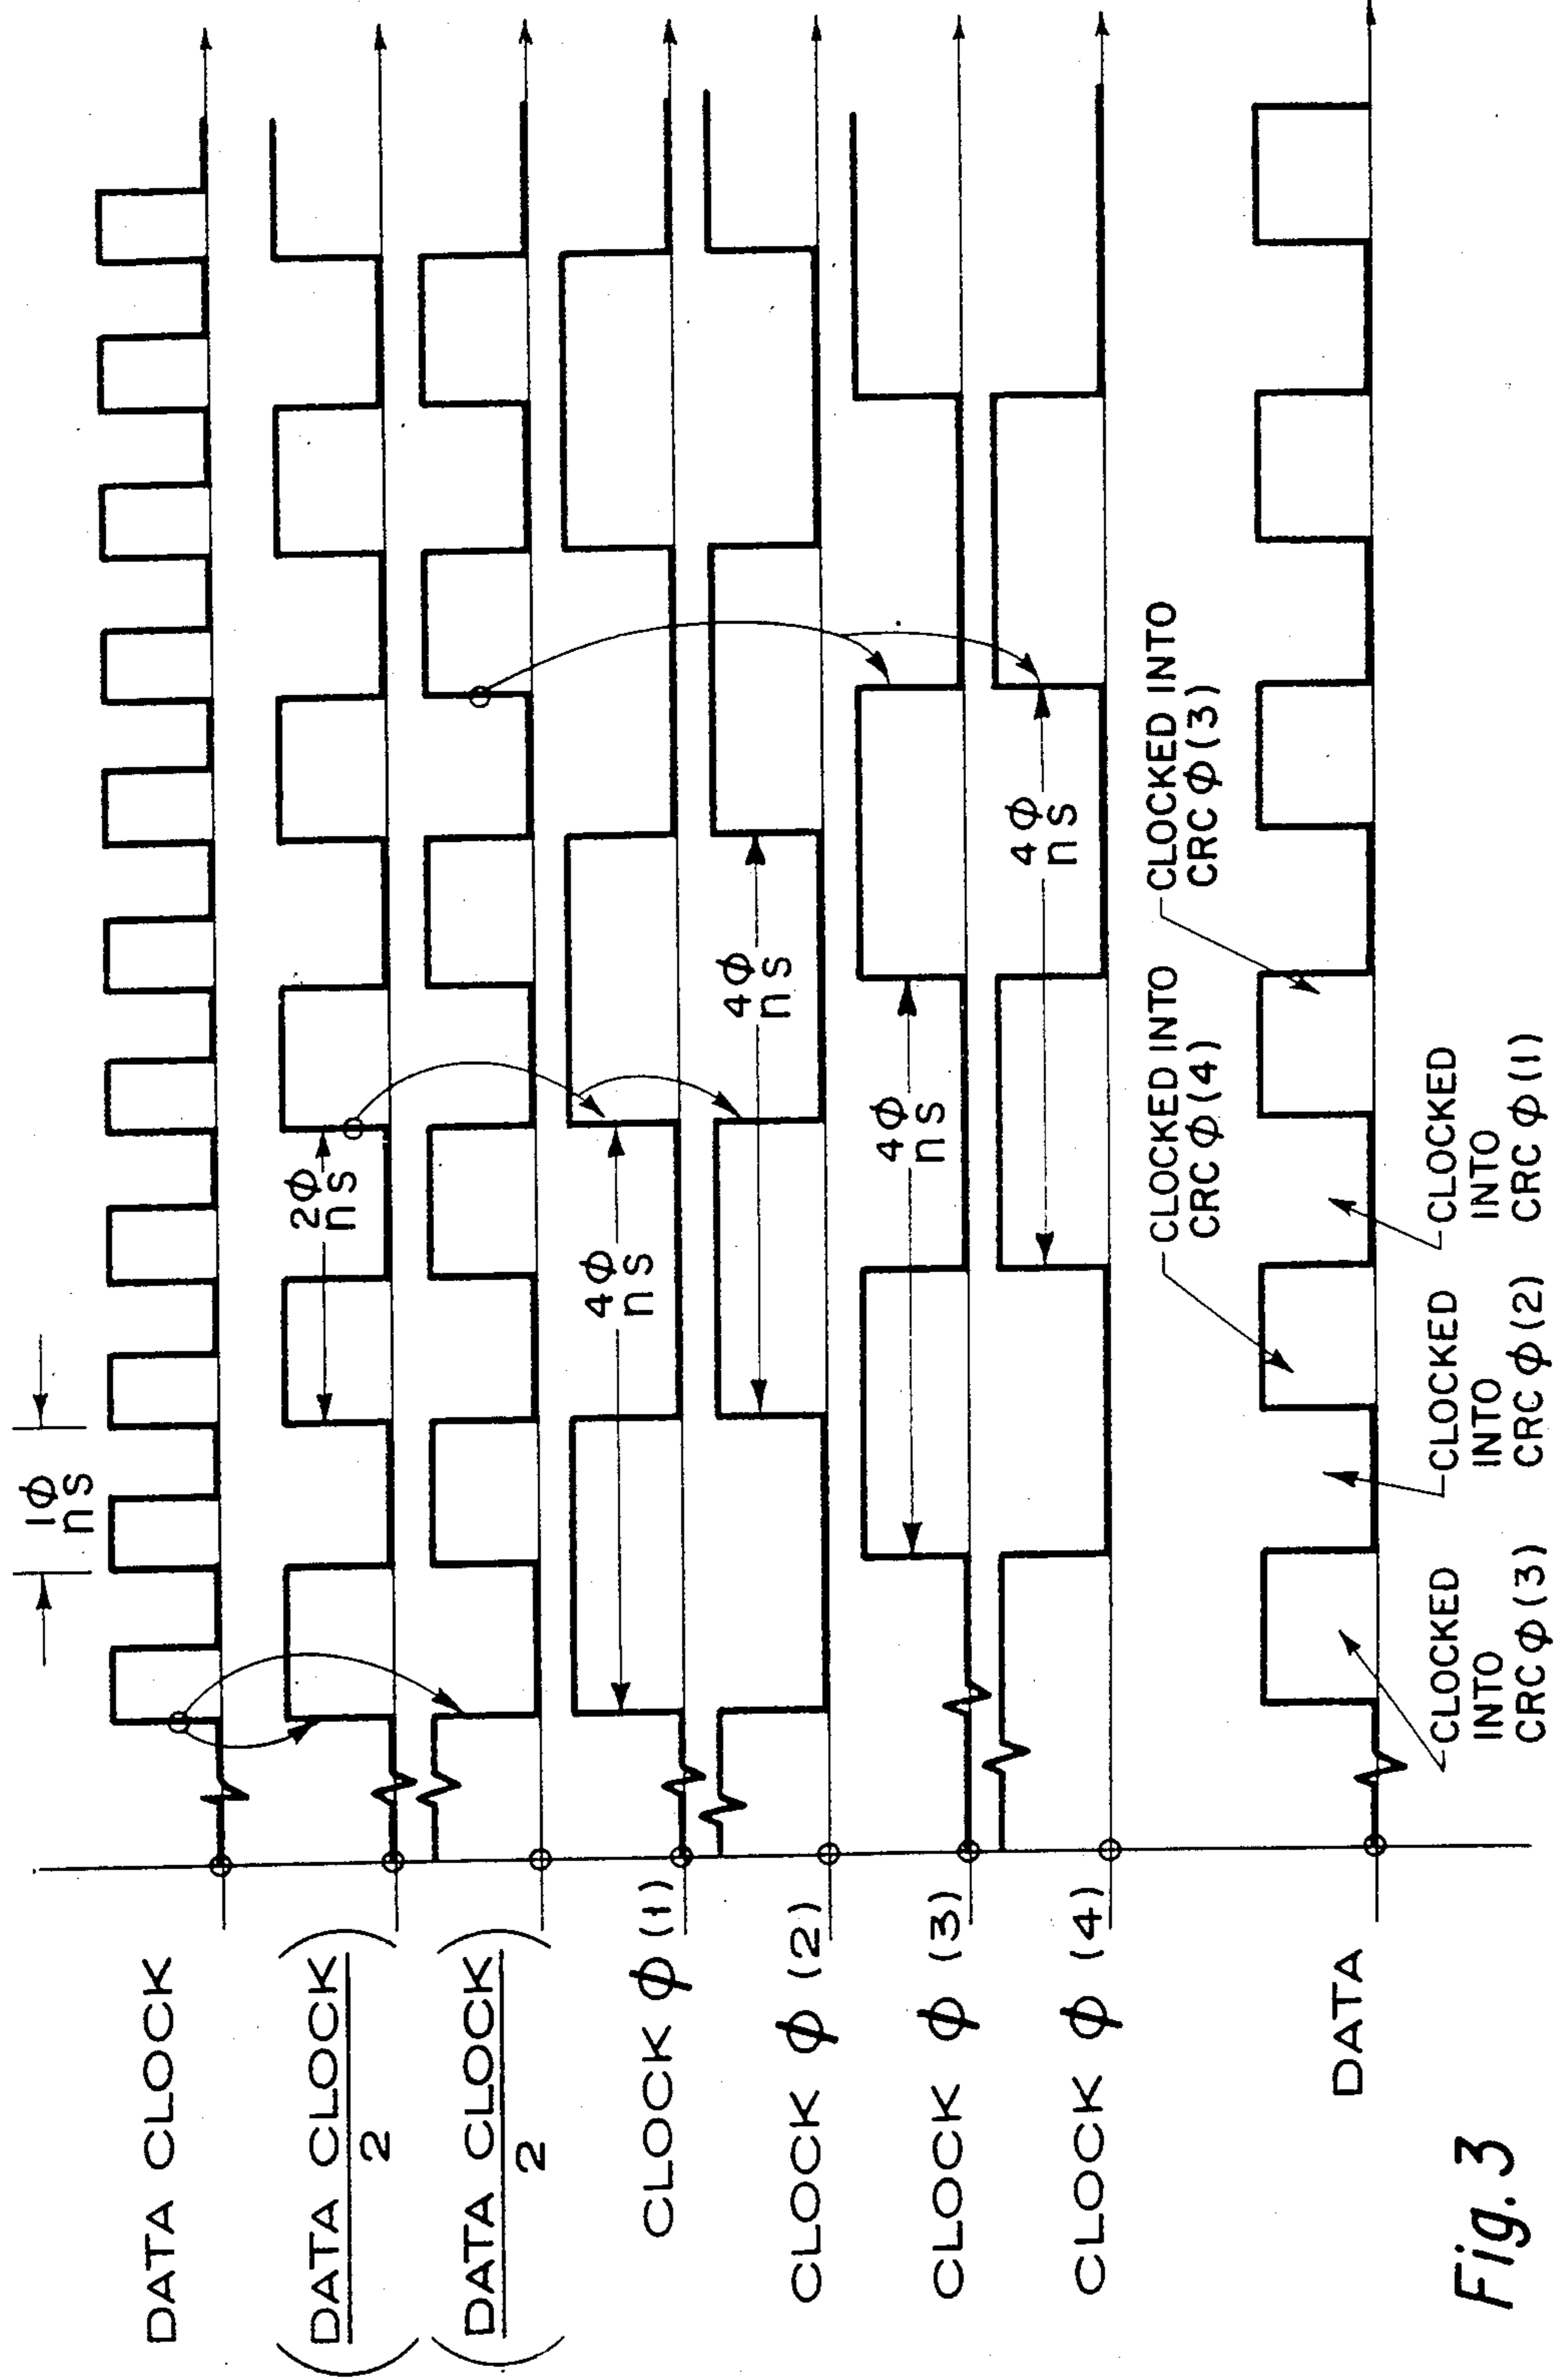 1ϕ
ns
DATA CLOCK
(DATA CLOCK)
2
2ϕ
ns
(DATA CLOCK)
2
CLOCK ϕ (1)
4ϕ
ns
CLOCK ϕ (2)
4ϕ
ns
CLOCK ϕ (3)
4ϕ
ns
CLOCK ϕ (4)
4ϕ
ns
CLOCKED INTO
CRC ϕ (4)
CLOCKED INTO
CRC ϕ (3)
DATA
CLOCKED
INTO
CRC ϕ (3)
CLOCKED
INTO
CRC ϕ (2)
CLOCKED
INTO
CRC ϕ (1)
Fig. 3